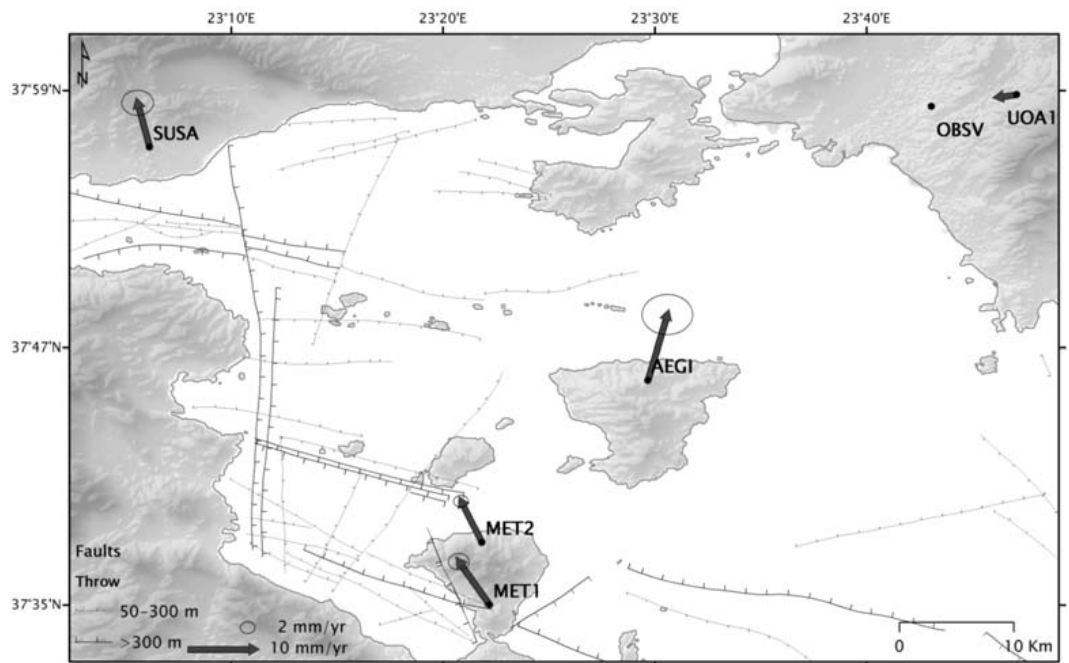 23°10'E 23°20'E 23°30'E 23°40'E
N
37°59'N
SUSA
OBSV
UOA1
37°47'N
AEGI
MET2
MET1
37°35'N
Faults
Throw
50-300 m
>300 m
2 mm/yr
10 mm/yr
0 10 Km